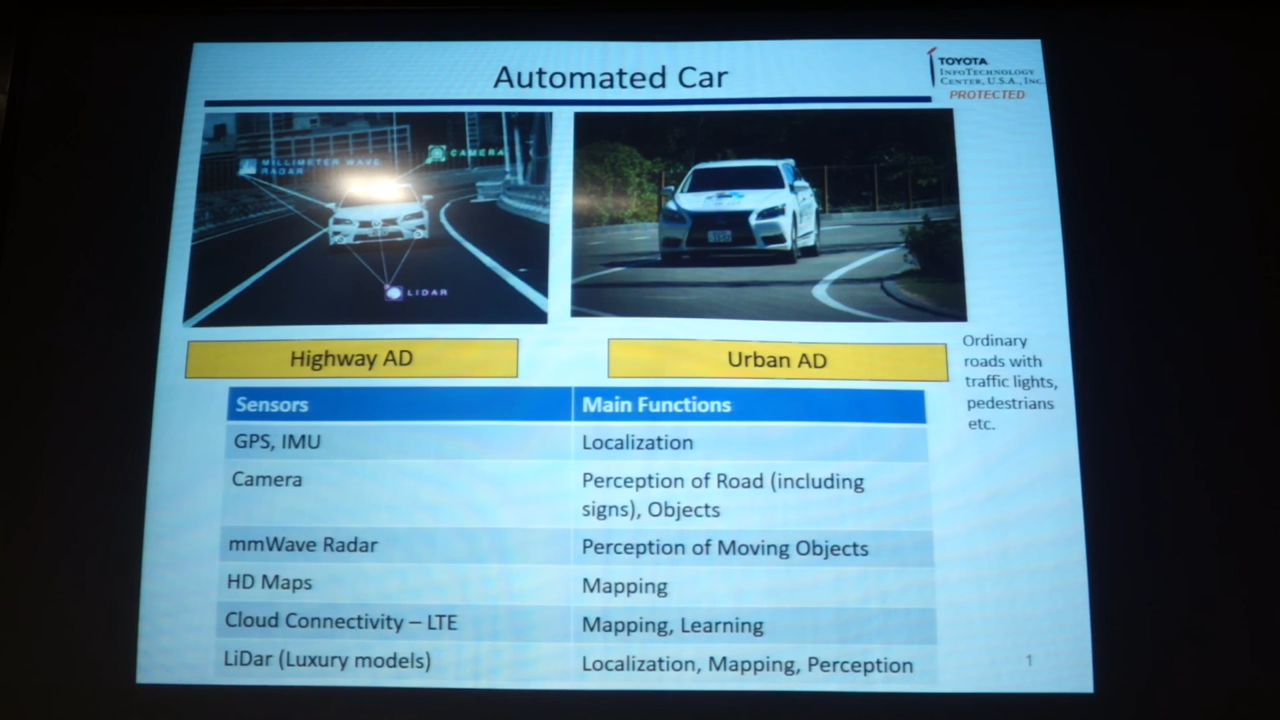 Automated Car
TOYOTA
INFOTECHNOLOGY
CENTER, U.S.A., INC.
PROTECTED
MILLIMETER WAVE
RADAR
CAMERA
LIDAR
Highway AD
Urban AD
Ordinary
roads with
traffic lights,
pedestrians
etc.
Sensors Main Functions
GPS, IMU Localization
Camera Perception of Road (including
signs), Objects
mmWave Radar Perception of Moving Objects
HD Maps Mapping
Cloud Connectivity – LTE Mapping, Learning
LiDar (Luxury models) Localization, Mapping, Perception
1